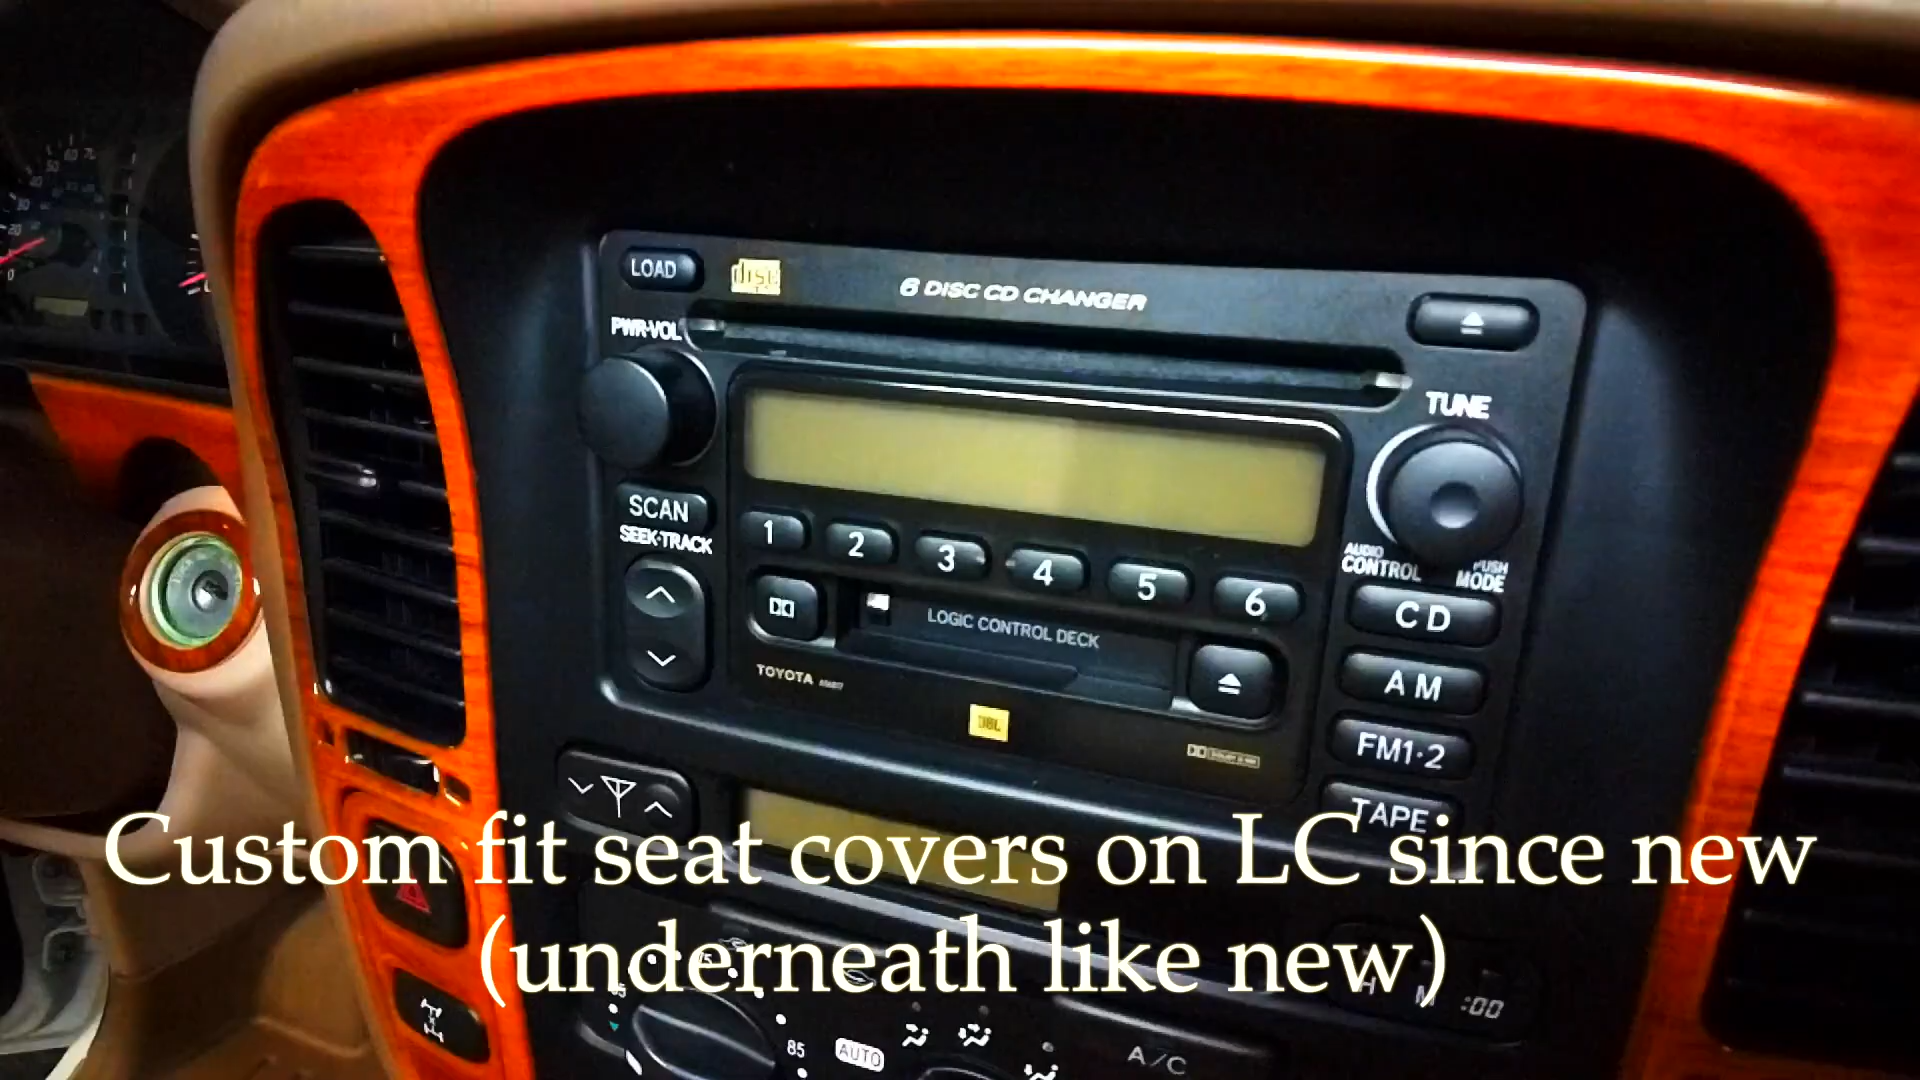 LOAD
disc
6 DISC CD CHANGER
PWR·VOL
TUNE
SCAN
SEEK·TRACK
1 2 3 4 5 6
AUDIO CONTROL
PUSH MODE
LOGIC CONTROL DECK
CD
TOYOTA
JBL
AM
FM1·2
TAPE
Custom fit seat covers on LC since new
(underneath like new)
H M :00
85
AUTO
A/C